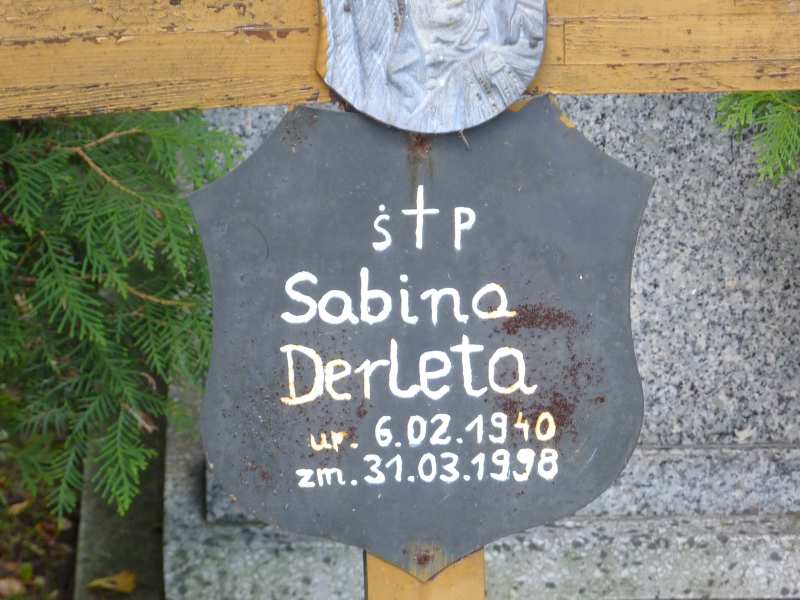 ś † P
Sabina
Derleta
ur. 6.02.1940
zm. 31.03.1998